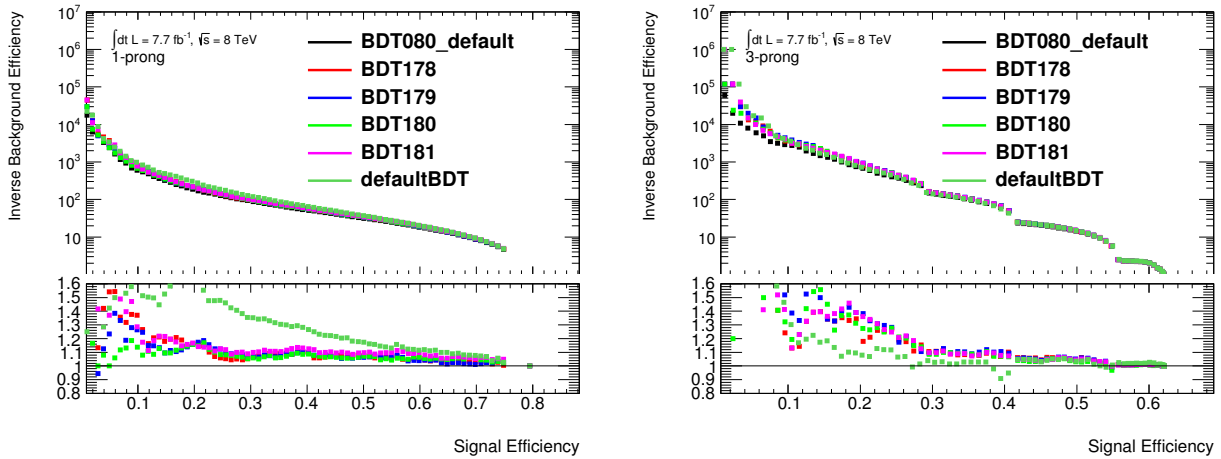 Inverse Background Efficiency
10^6
10^5
10^4
10^3
10^2
10
∫dt L = 7.7 fb^-1, √s = 8 TeV
1-prong
BDT080_default
BDT178
BDT179
BDT180
BDT181
defaultBDT
1.6
1.5
1.4
1.3
1.2
1.1
1
0.9
0.8
0.1 0.2 0.3 0.4 0.5 0.6 0.7 0.8
Signal Efficiency
Inverse Background Efficiency
10^7
10^6
10^5
10^4
10^3
10^2
10
∫dt L = 7.7 fb^-1, √s = 8 TeV
3-prong
BDT080_default
BDT178
BDT179
BDT180
BDT181
defaultBDT
1.6
1.5
1.4
1.3
1.2
1.1
1
0.9
0.8
0.1 0.2 0.3 0.4 0.5 0.6
Signal Efficiency